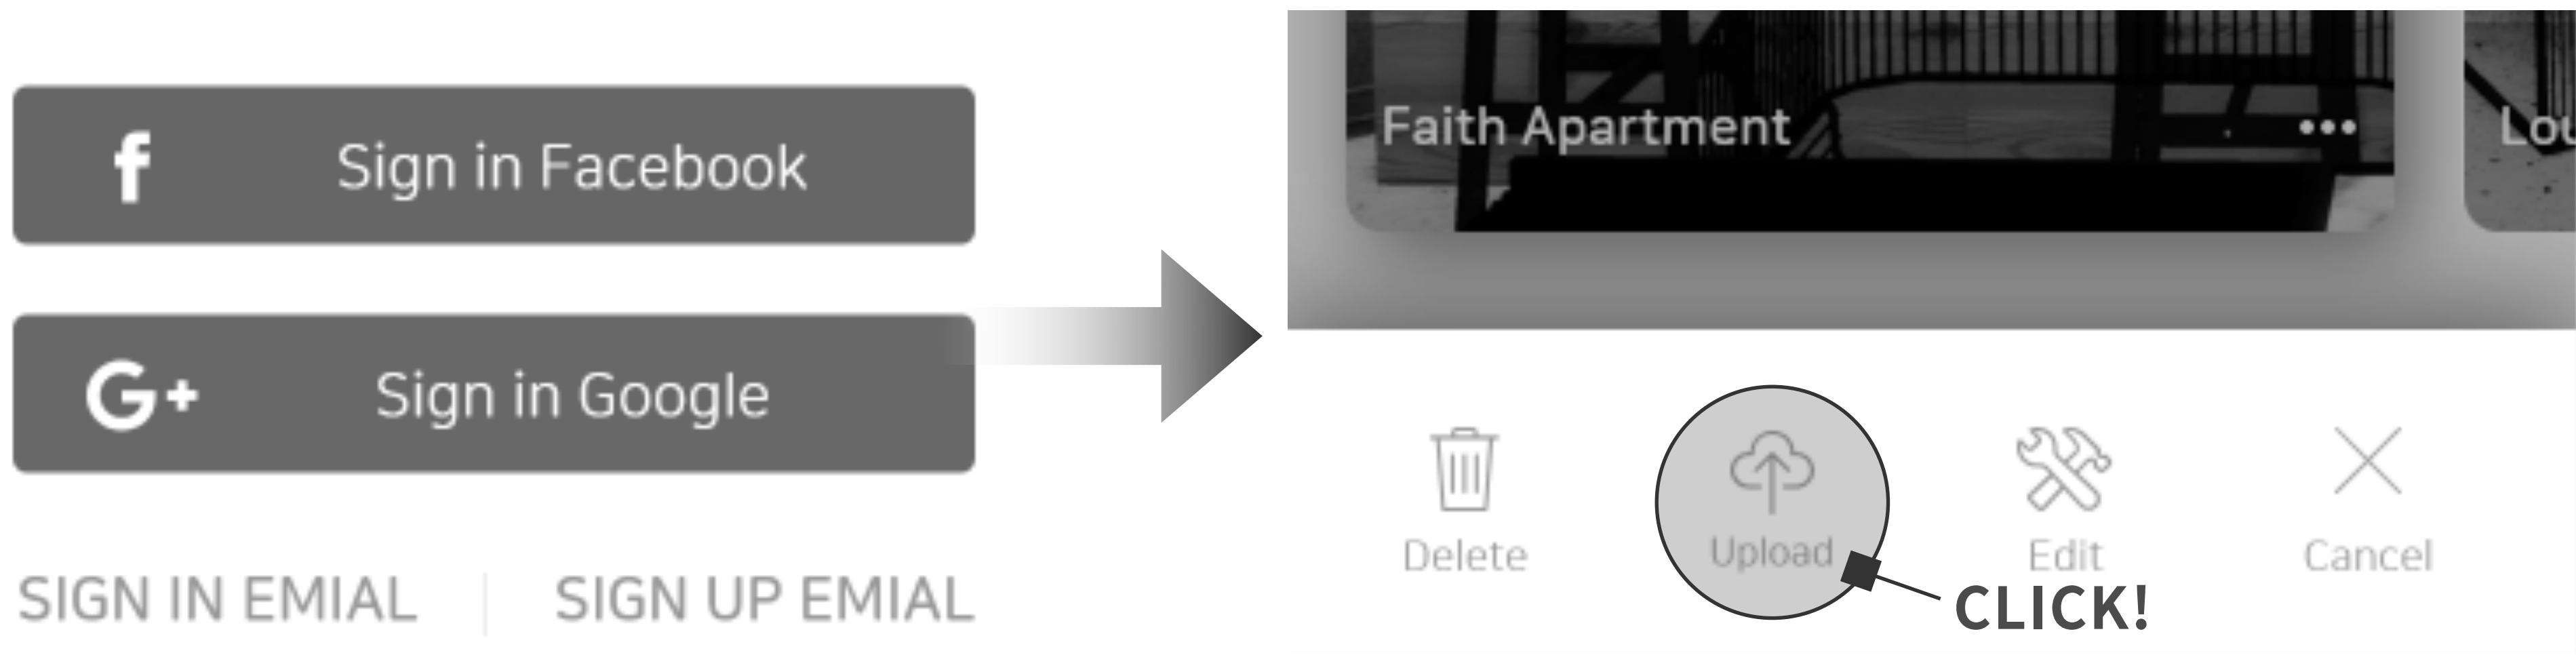 f Sign in Facebook
G+ Sign in Google
SIGN IN EMIAL | SIGN UP EMIAL
Faith Apartment ••• Lou
Delete
Upload
Edit
Cancel
CLICK!